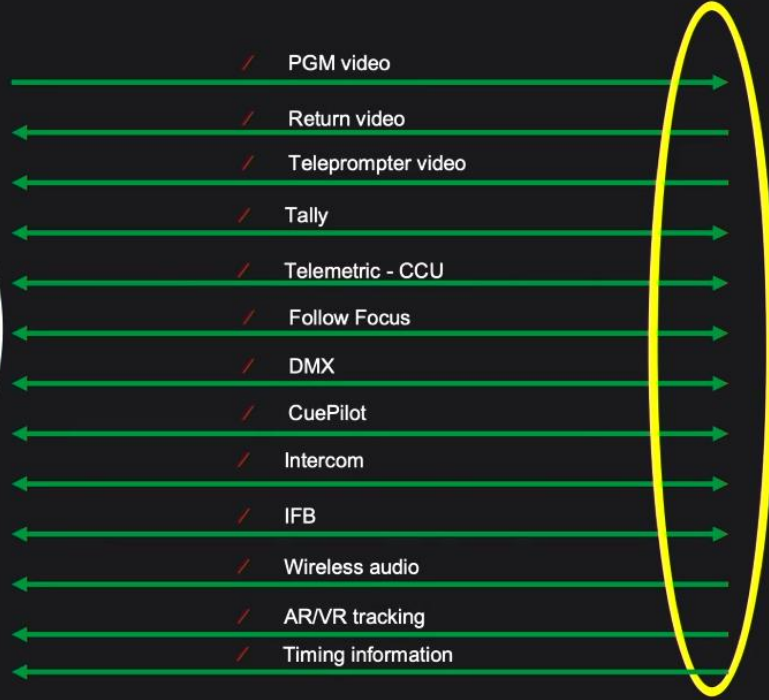 PGM video
Return video
Teleprompter video
Tally
Telemetric - CCU
Follow Focus
DMX
CuePilot
Intercom
IFB
Wireless audio
AR/VR tracking
Timing information